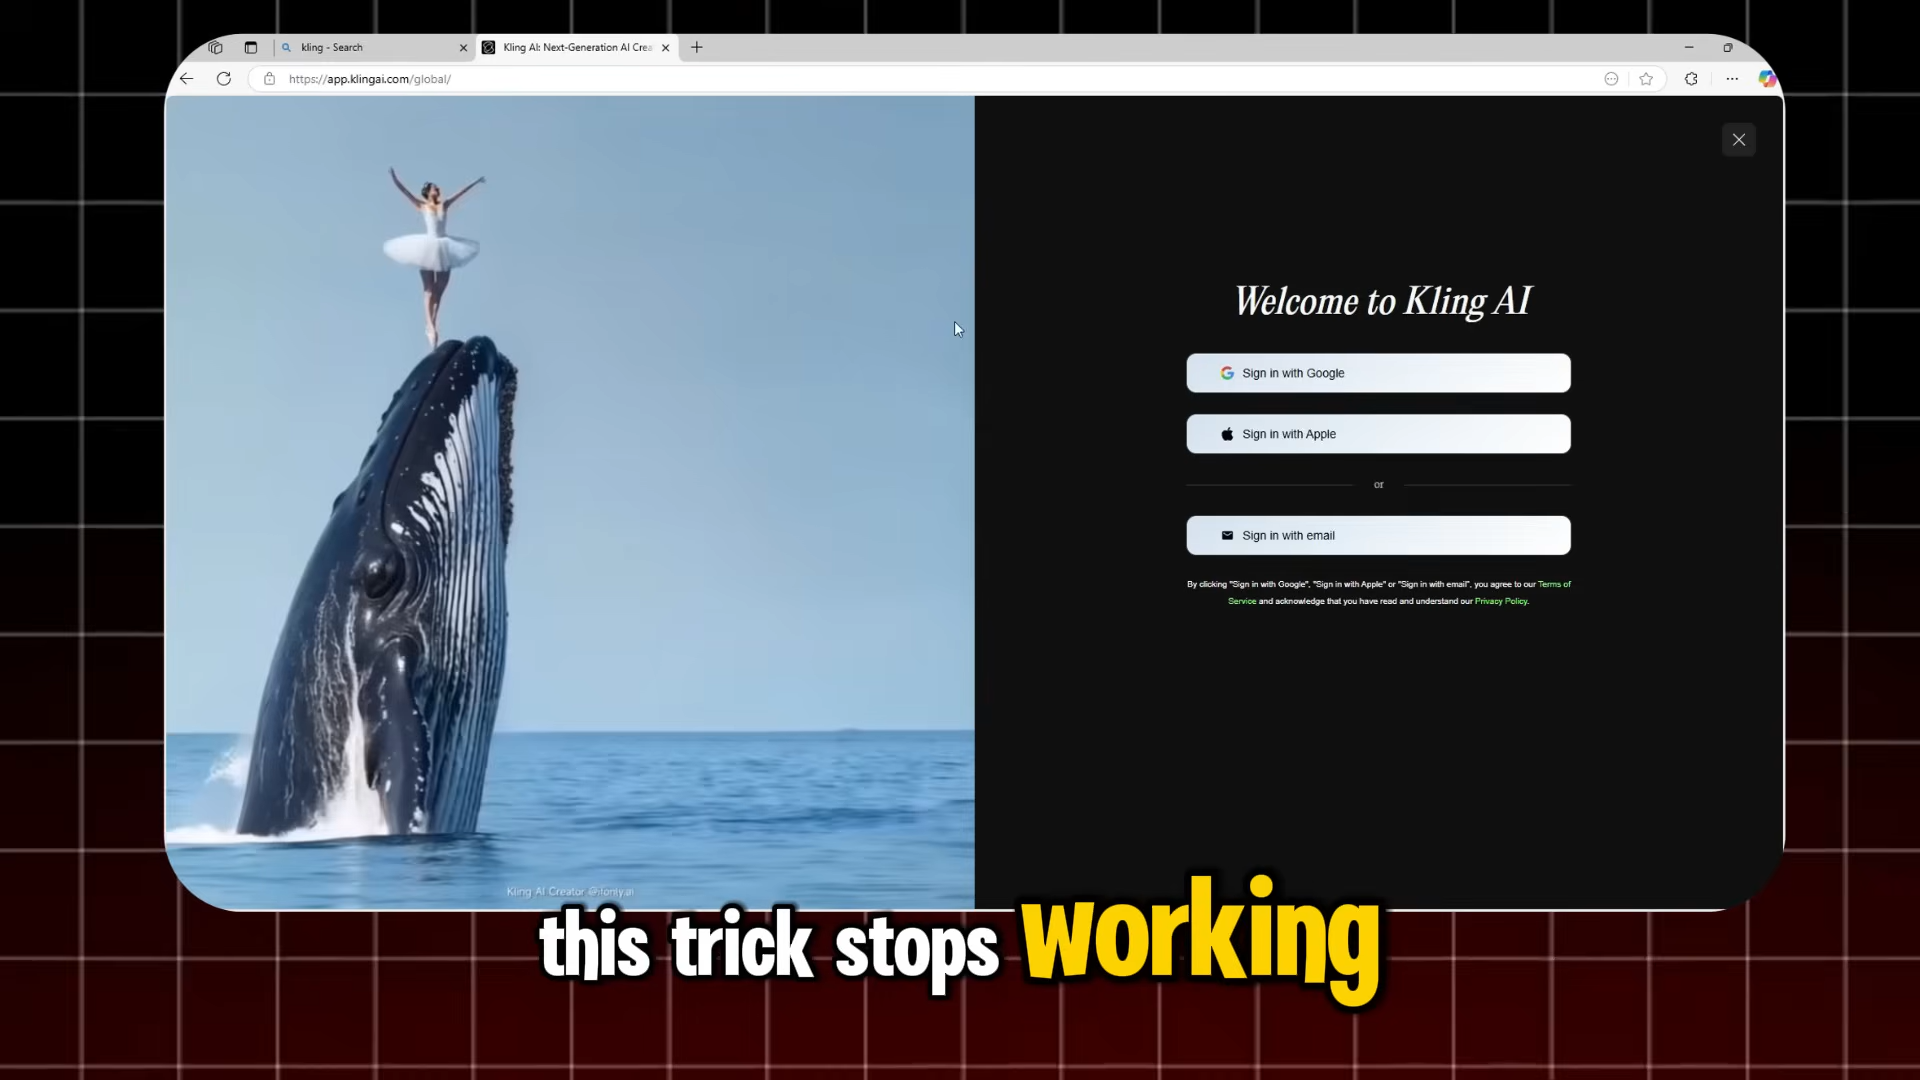 kling - Search
Kling AI: Next-Generation AI Crea
https://app.klingai.com/global/
Welcome to Kling AI
Sign in with Google
Sign in with Apple
or
Sign in with email
By clicking "Sign in with Google", "Sign in with Apple" or "Sign in with email", you agree to our Terms of
Service and acknowledge that you have read and understand our Privacy Policy.
Kling AI Creator
this trick stops working